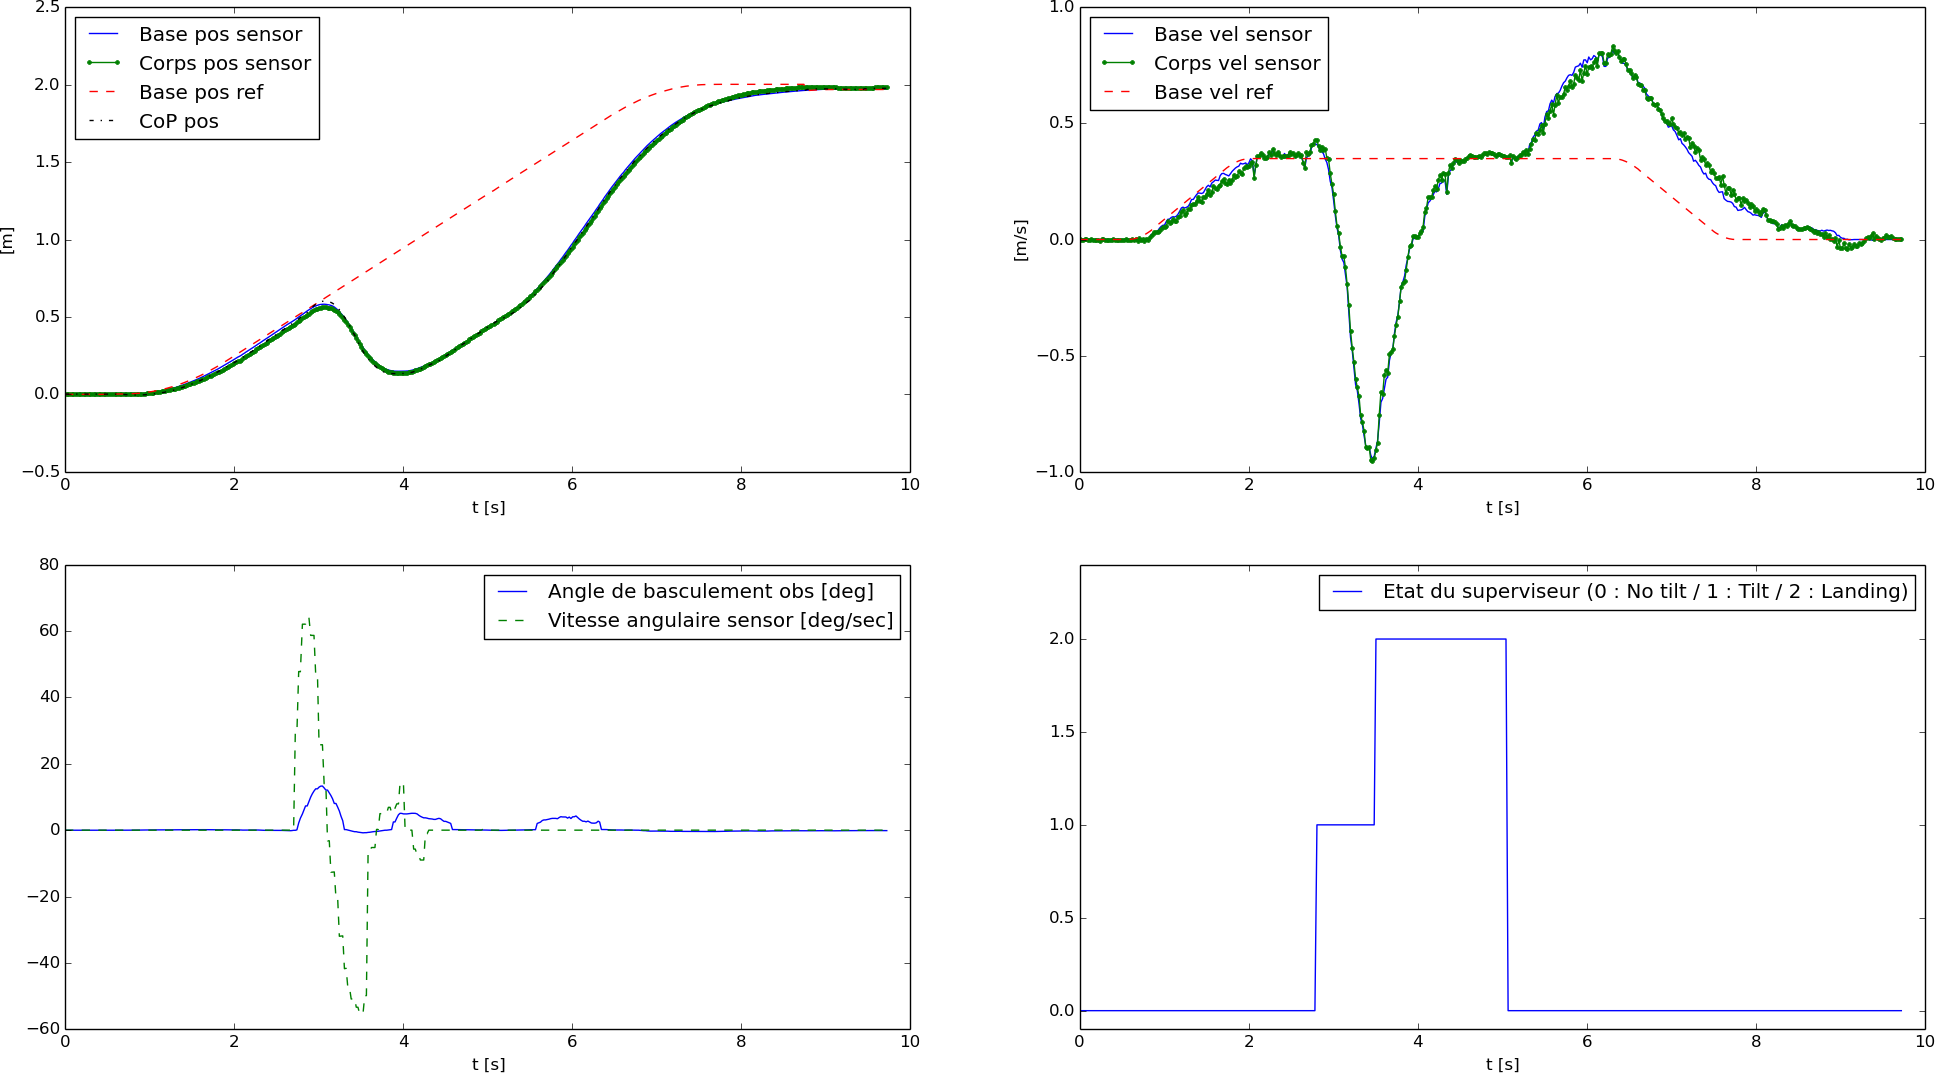 2.5
2.0
1.5
1.0
0.5
0.0
−0.5
[m]
Base pos sensor
Corps pos sensor
Base pos ref
CoP pos
0 2 4 6 8 10
t [s]
1.0
0.5
0.0
−0.5
−1.0
[m/s]
Base vel sensor
Corps vel sensor
Base vel ref
0 2 4 6 8 10
t [s]
80
60
40
20
0
−20
−40
−60
Angle de basculement obs [deg]
Vitesse angulaire sensor [deg/sec]
0 2 4 6 8 10
t [s]
2.0
1.5
1.0
0.5
0.0
Etat du superviseur (0 : No tilt / 1 : Tilt / 2 : Landing)
0 2 4 6 8 10
t [s]